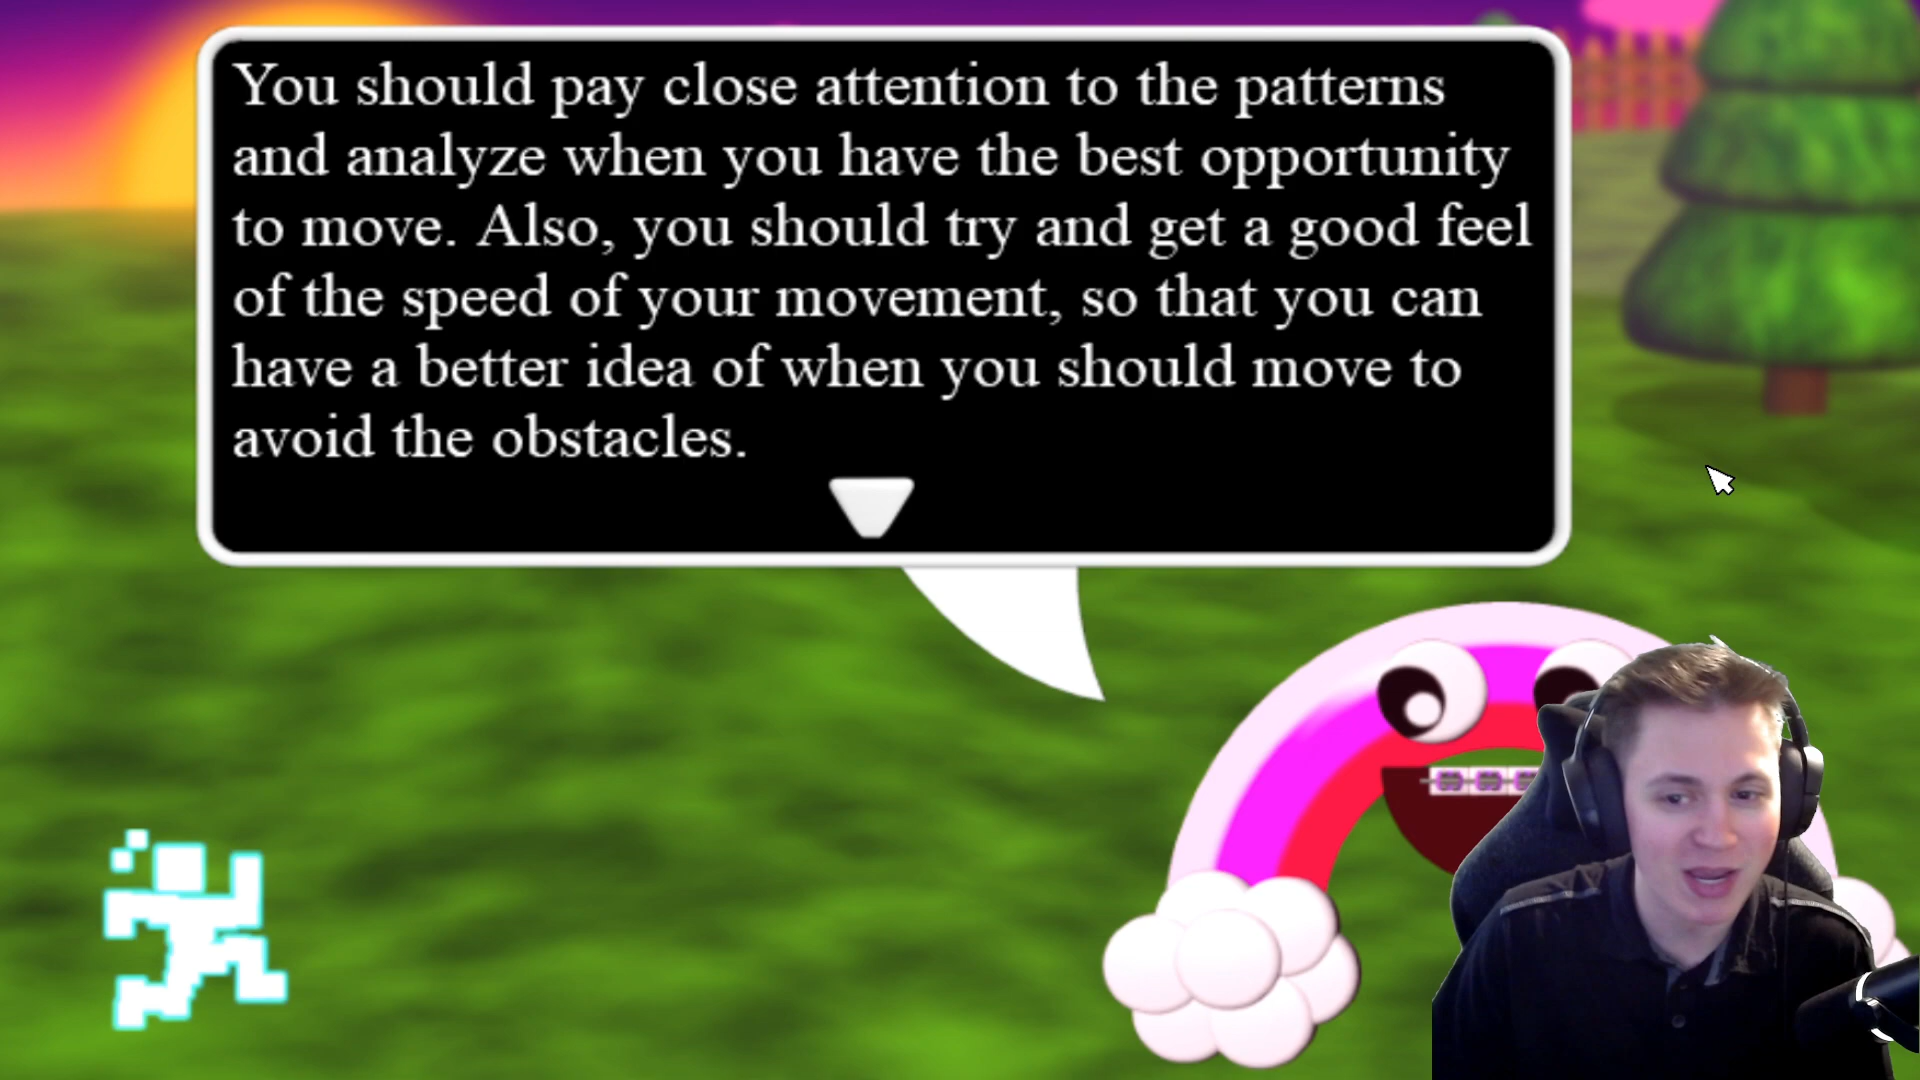 You should pay close attention to the patterns
and analyze when you have the best opportunity
to move. Also, you should try and get a good feel
of the speed of your movement, so that you can
have a better idea of when you should move to
avoid the obstacles.